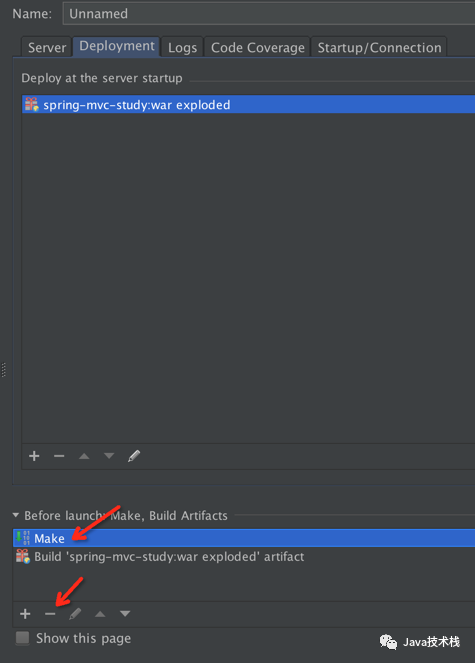 Name: Unnamed
Server Deployment Logs Code Coverage Startup/Connection
Deploy at the server startup
spring-mvc-study:war exploded
Before launch: Make, Build Artifacts
Make
Build 'spring-mvc-study:war exploded' artifact
Show this page
Java技术栈